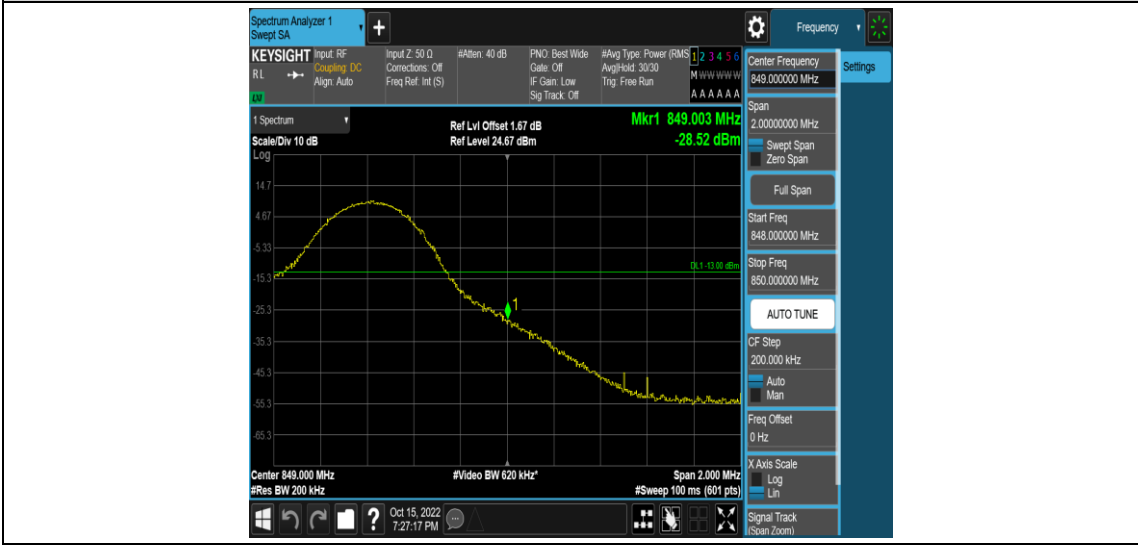 Spectrum Analyzer 1
Swept SA
Frequency
KEYSIGHT
RL
LXI
Input: RF
Coupling: DC
Align: Auto
Input Z: 50 Ω
Corrections: Off
Freq Ref: Int (S)
#Atten: 40 dB
PNO: Best Wide
Gate: Off
IF Gain: Low
Sig Track: Off
#Avg Type: Power (RMS
Avg|Hold: 30/30
Trig: Free Run
1 2 3 4 5 6
M W W W W W
A A A A A A
1 Spectrum
Scale/Div 10 dB
Log
Ref Lvl Offset 1.67 dB
Ref Level 24.67 dBm
Mkr1 849.003 MHz
-28.52 dBm
14.7
4.67
-5.33
-15.3
-25.3
-35.3
-45.3
-55.3
-65.3
DL1 -13.00 dBm
1
Center 849.000 MHz
#Res BW 200 kHz
#Video BW 620 kHz*
Span 2.000 MHz
#Sweep 100 ms (601 pts)
Oct 15, 2022
7:27:17 PM
Center Frequency
849.000000 MHz
Settings
Span
2.00000000 MHz
Swept Span
Zero Span
Full Span
Start Freq
848.000000 MHz
Stop Freq
850.000000 MHz
AUTO TUNE
CF Step
200.000 kHz
Auto
Man
Freq Offset
0 Hz
X Axis Scale
Log
Lin
Signal Track
(Span Zoom)